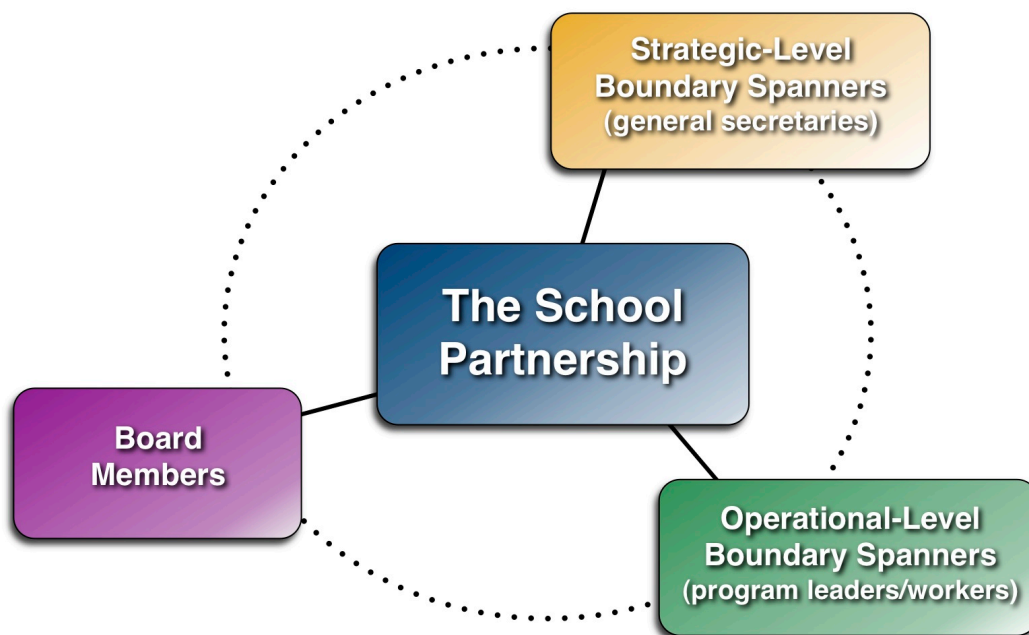 Strategic-Level
Boundary Spanners
(general secretaries)
The School
Partnership
Board
Members
Operational-Level
Boundary Spanners
(program leaders/workers)